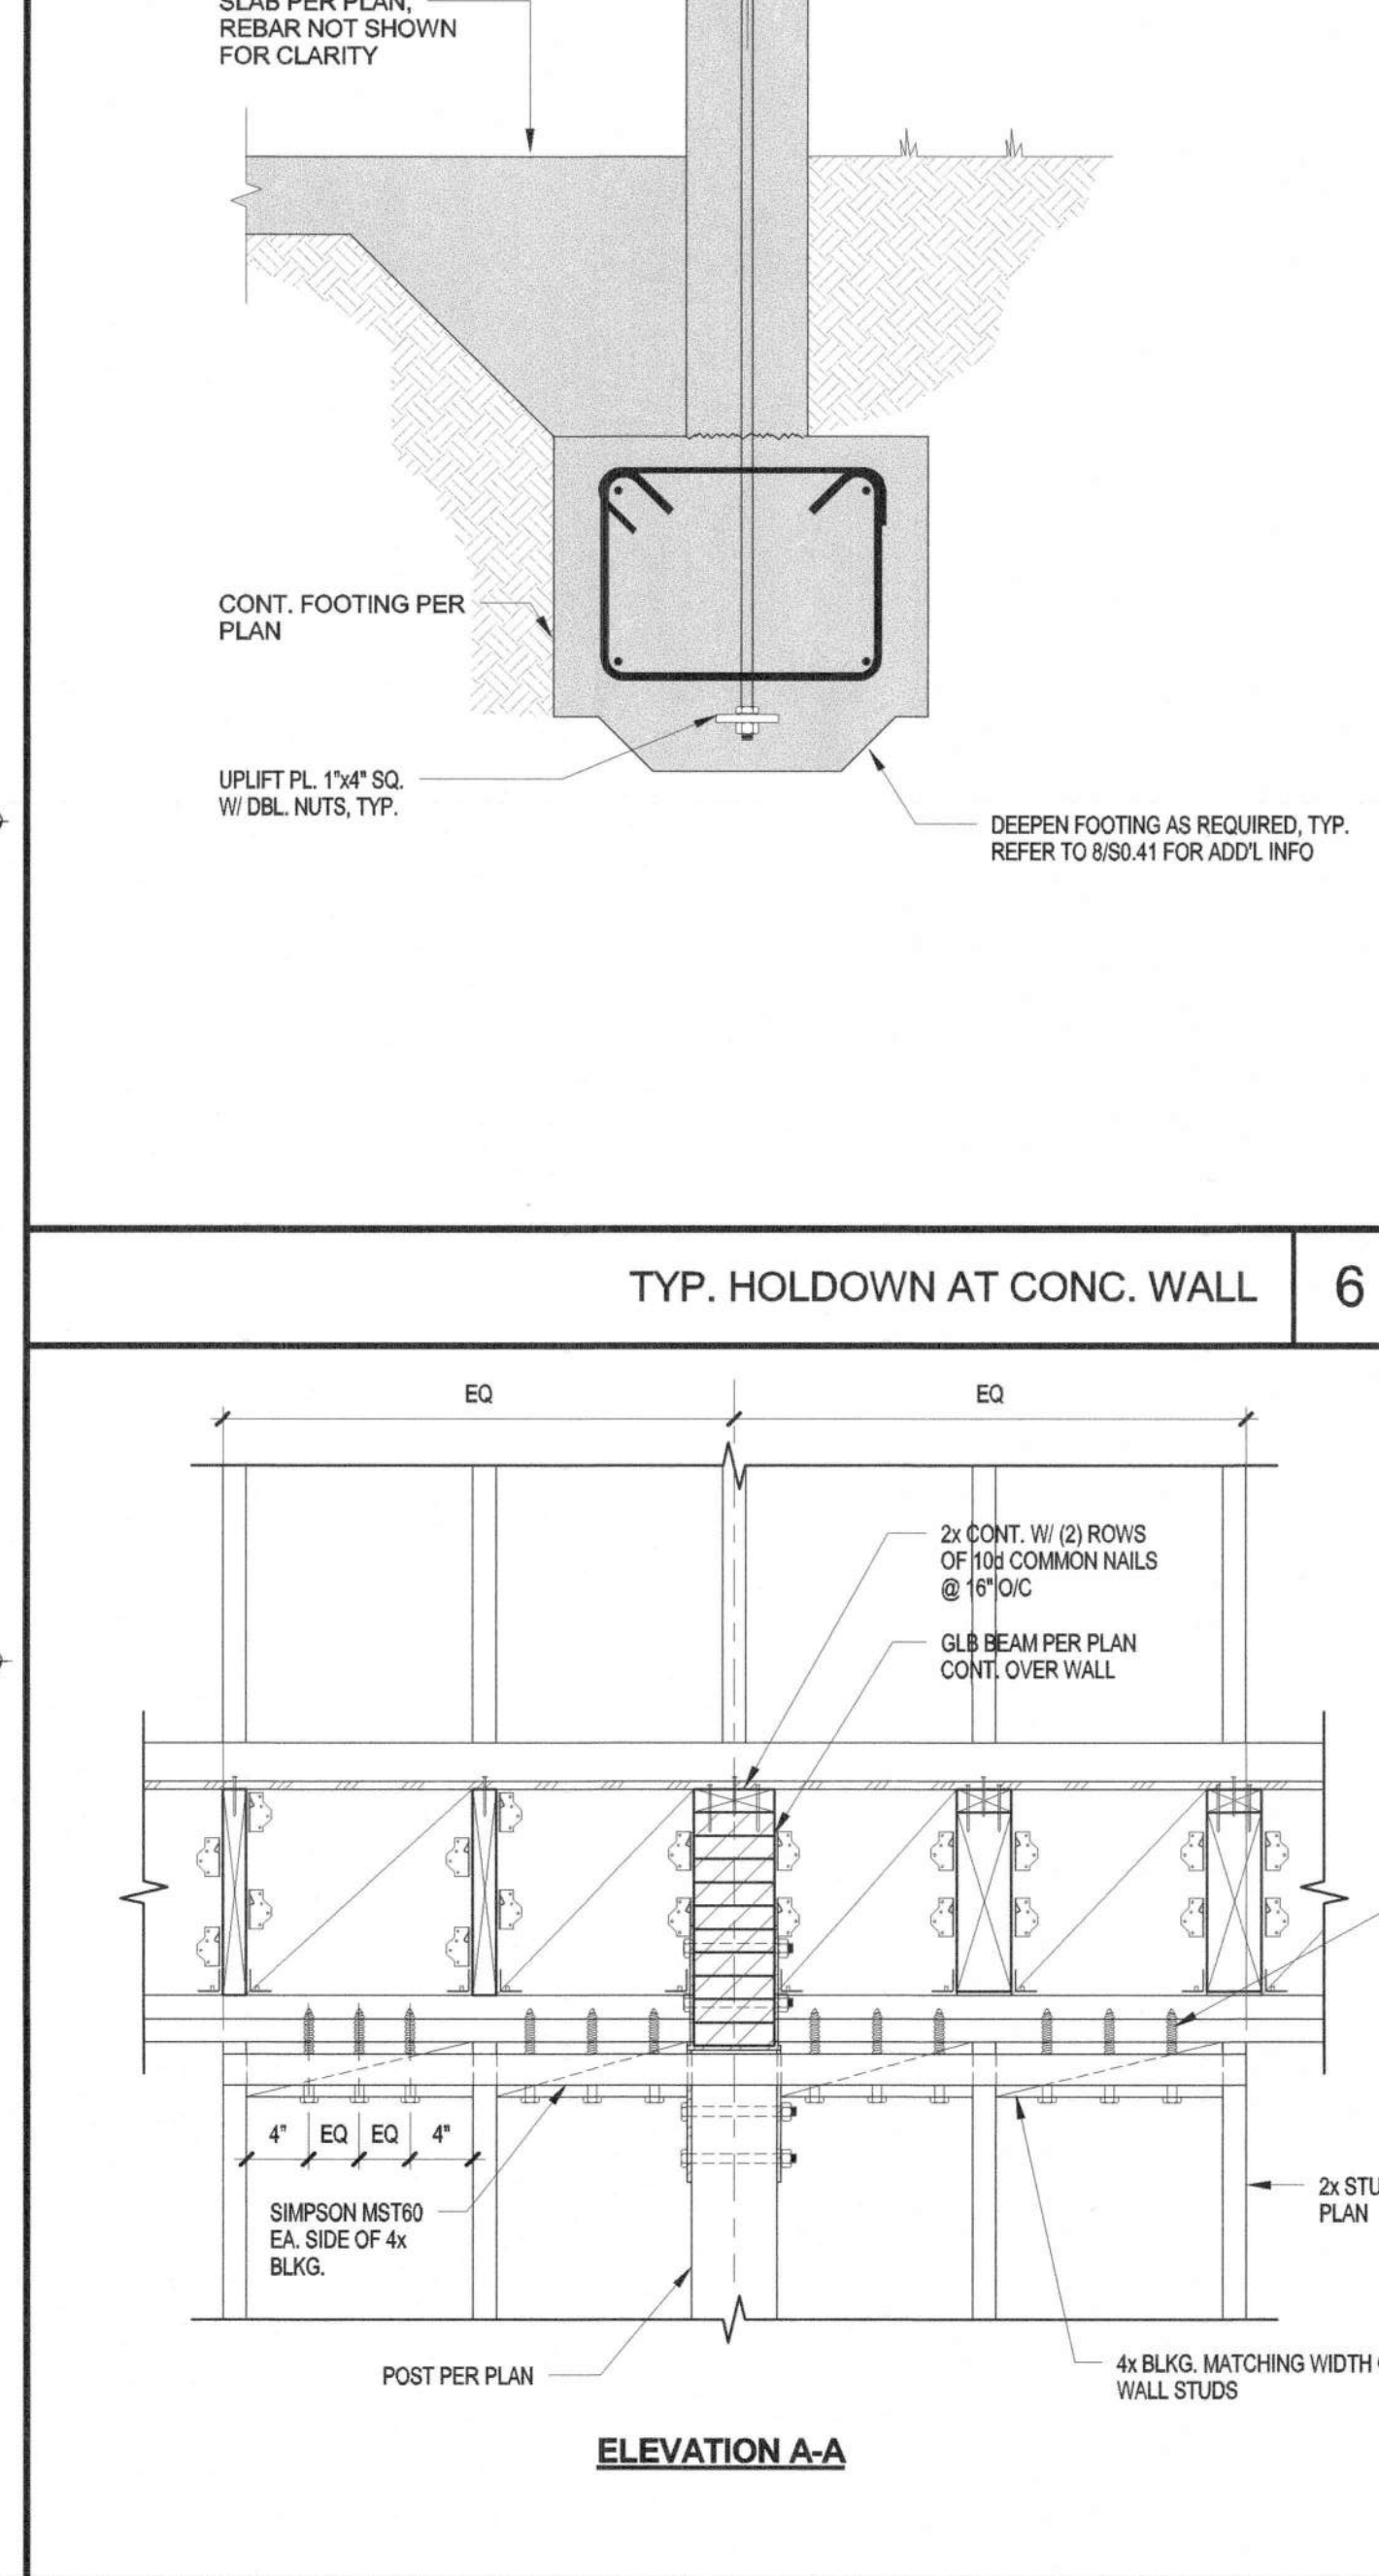 SLAB PER PLAN,
REBAR NOT SHOWN
FOR CLARITY
CONT. FOOTING PER
PLAN
UPLIFT PL. 1"x4" SQ.
W/ DBL. NUTS, TYP.
DEEPEN FOOTING AS REQUIRED, TYP.
REFER TO 8/S0.41 FOR ADD'L INFO
TYP. HOLDOWN AT CONC. WALL
6
EQ
EQ
2x CONT. W/ (2) ROWS
OF 10d COMMON NAILS
@ 16" O/C
GLB BEAM PER PLAN
CONT. OVER WALL
4"
EQ
EQ
4"
SIMPSON MST60
EA. SIDE OF 4x
BLKG.
2x
PLAN
POST PER PLAN
4x BLKG. MATCHING WIDTH
WALL STUDS
ELEVATION A-A